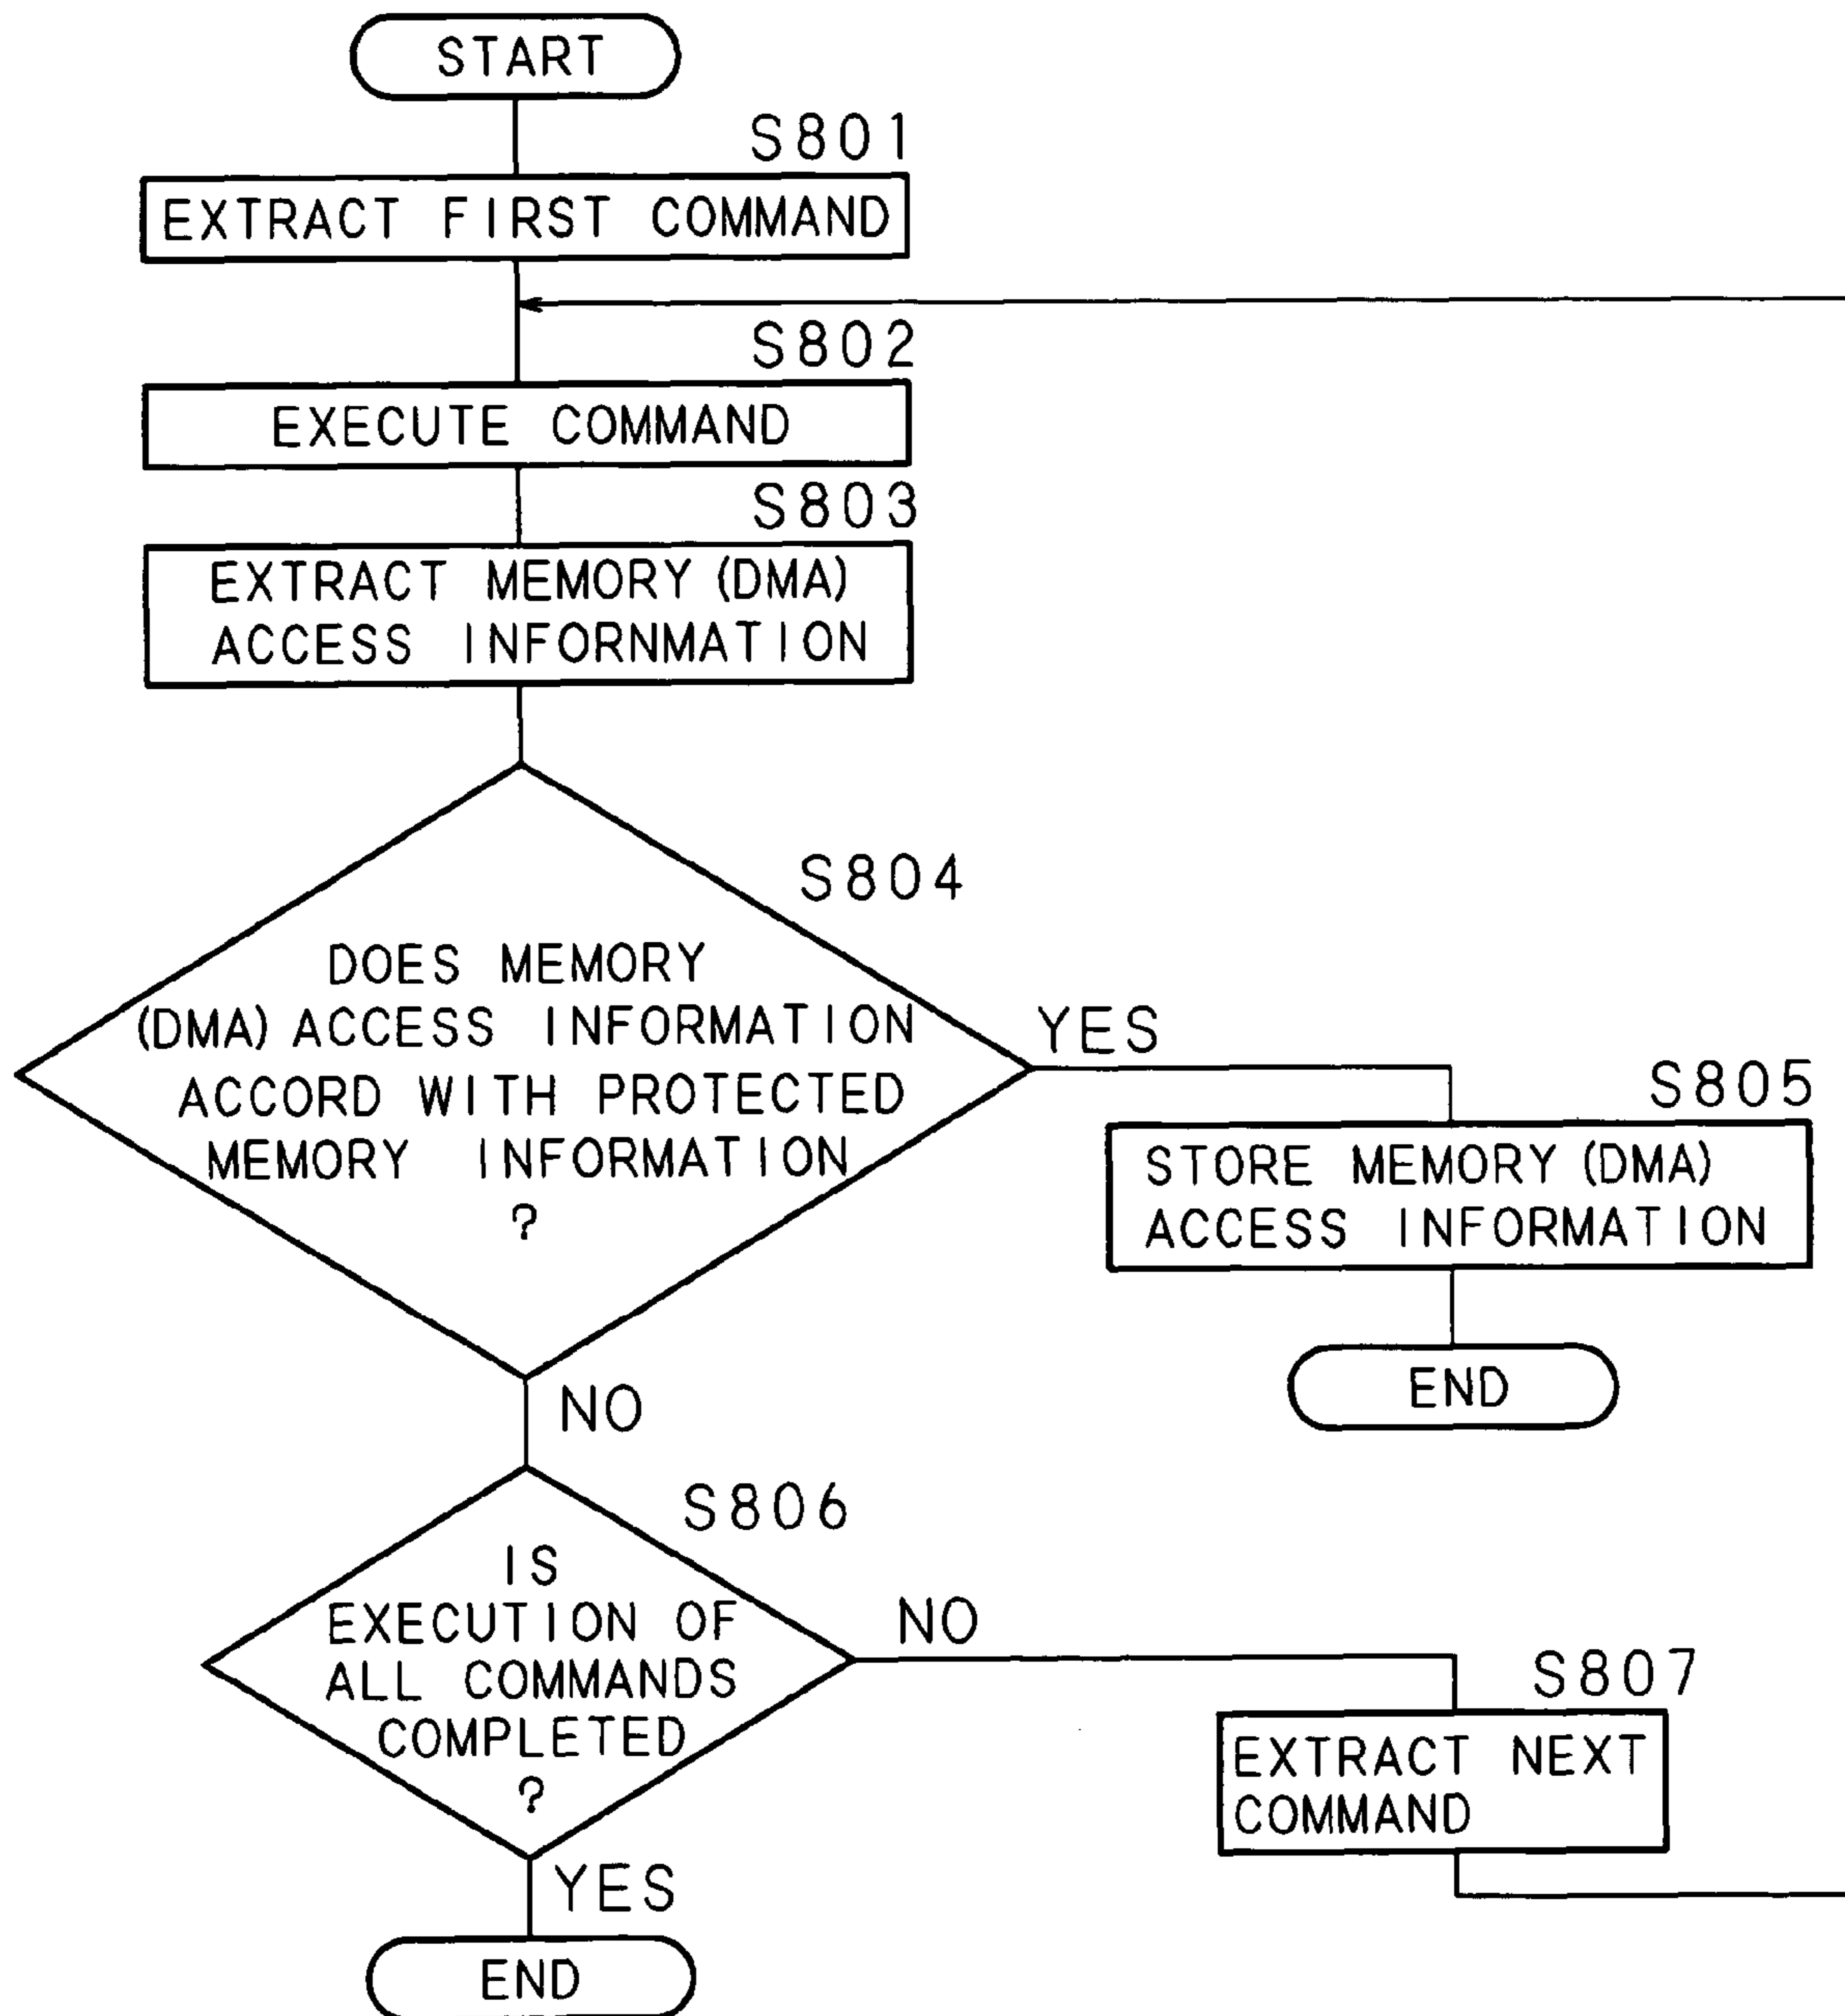 START
S801
EXTRACT FIRST COMMAND
S802
EXECUTE COMMAND
S803
EXTRACT MEMORY (DMA)
ACCESS INFORNMATION
S804
DOES MEMORY
(DMA) ACCESS INFORMATION
ACCORD WITH PROTECTED
MEMORY INFORMATION
?
YES
S805
STORE MEMORY (DMA)
ACCESS INFORMATION
END
NO
S806
IS
EXECUTION OF
ALL COMMANDS
COMPLETED
?
NO
S807
EXTRACT NEXT
COMMAND
YES
END